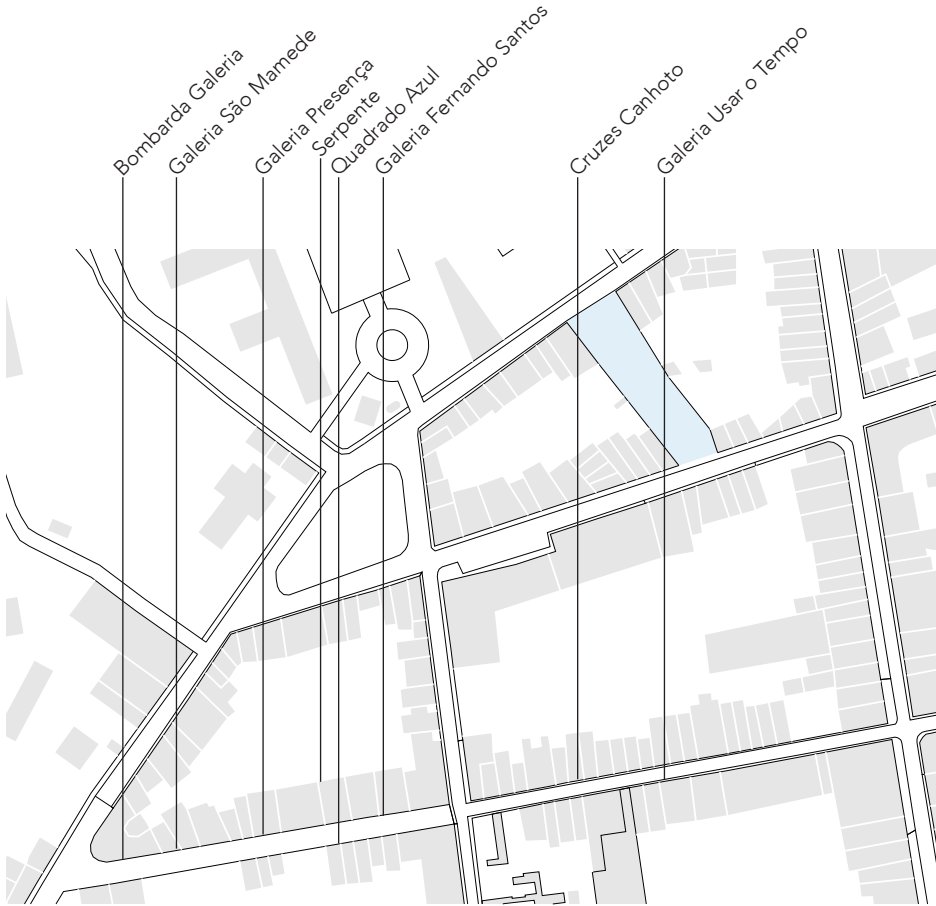 Bombarda Galeria
Galeria São Mamede
Galeria Presença
Serpente
Quadrado Azul
Galeria Fernando Santos
Cruzes Canhoto
Galeria Usar o Tempo